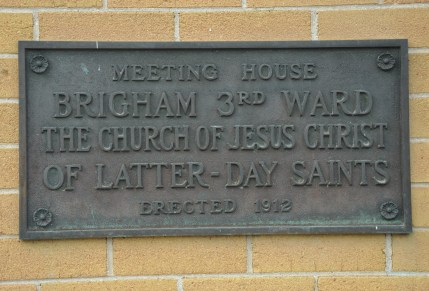 MEETING HOUSE
BRIGHAM 3RD WARD
THE CHURCH OF JESUS CHRIST
OF LATTER-DAY SAINTS
ERECTED 1912